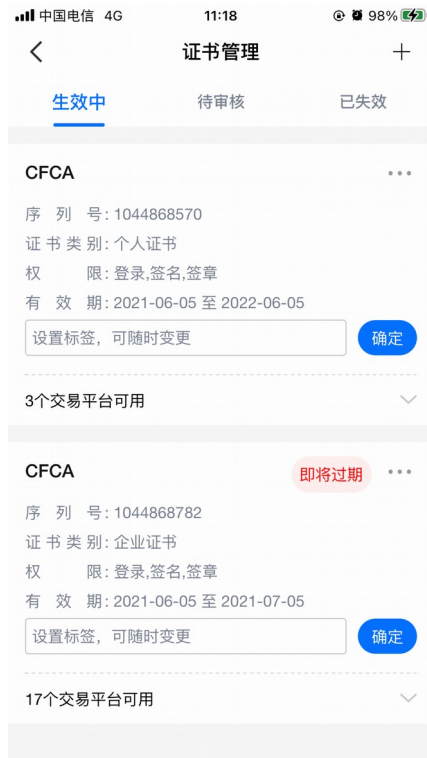 中国电信 4G 11:18 98%
证书管理
生效中 待审核 已失效
CFCA
序列号:1044868570
证书类别:个人证书
权限:登录,签名,签章
有效期:2021-06-05 至 2022-06-05
设置标签，可随时变更 确定
3个交易平台可用
CFCA 即将过期
序列号:1044868782
证书类别:企业证书
权限:登录,签名,签章
有效期:2021-06-05 至 2021-07-05
设置标签，可随时变更 确定
17个交易平台可用